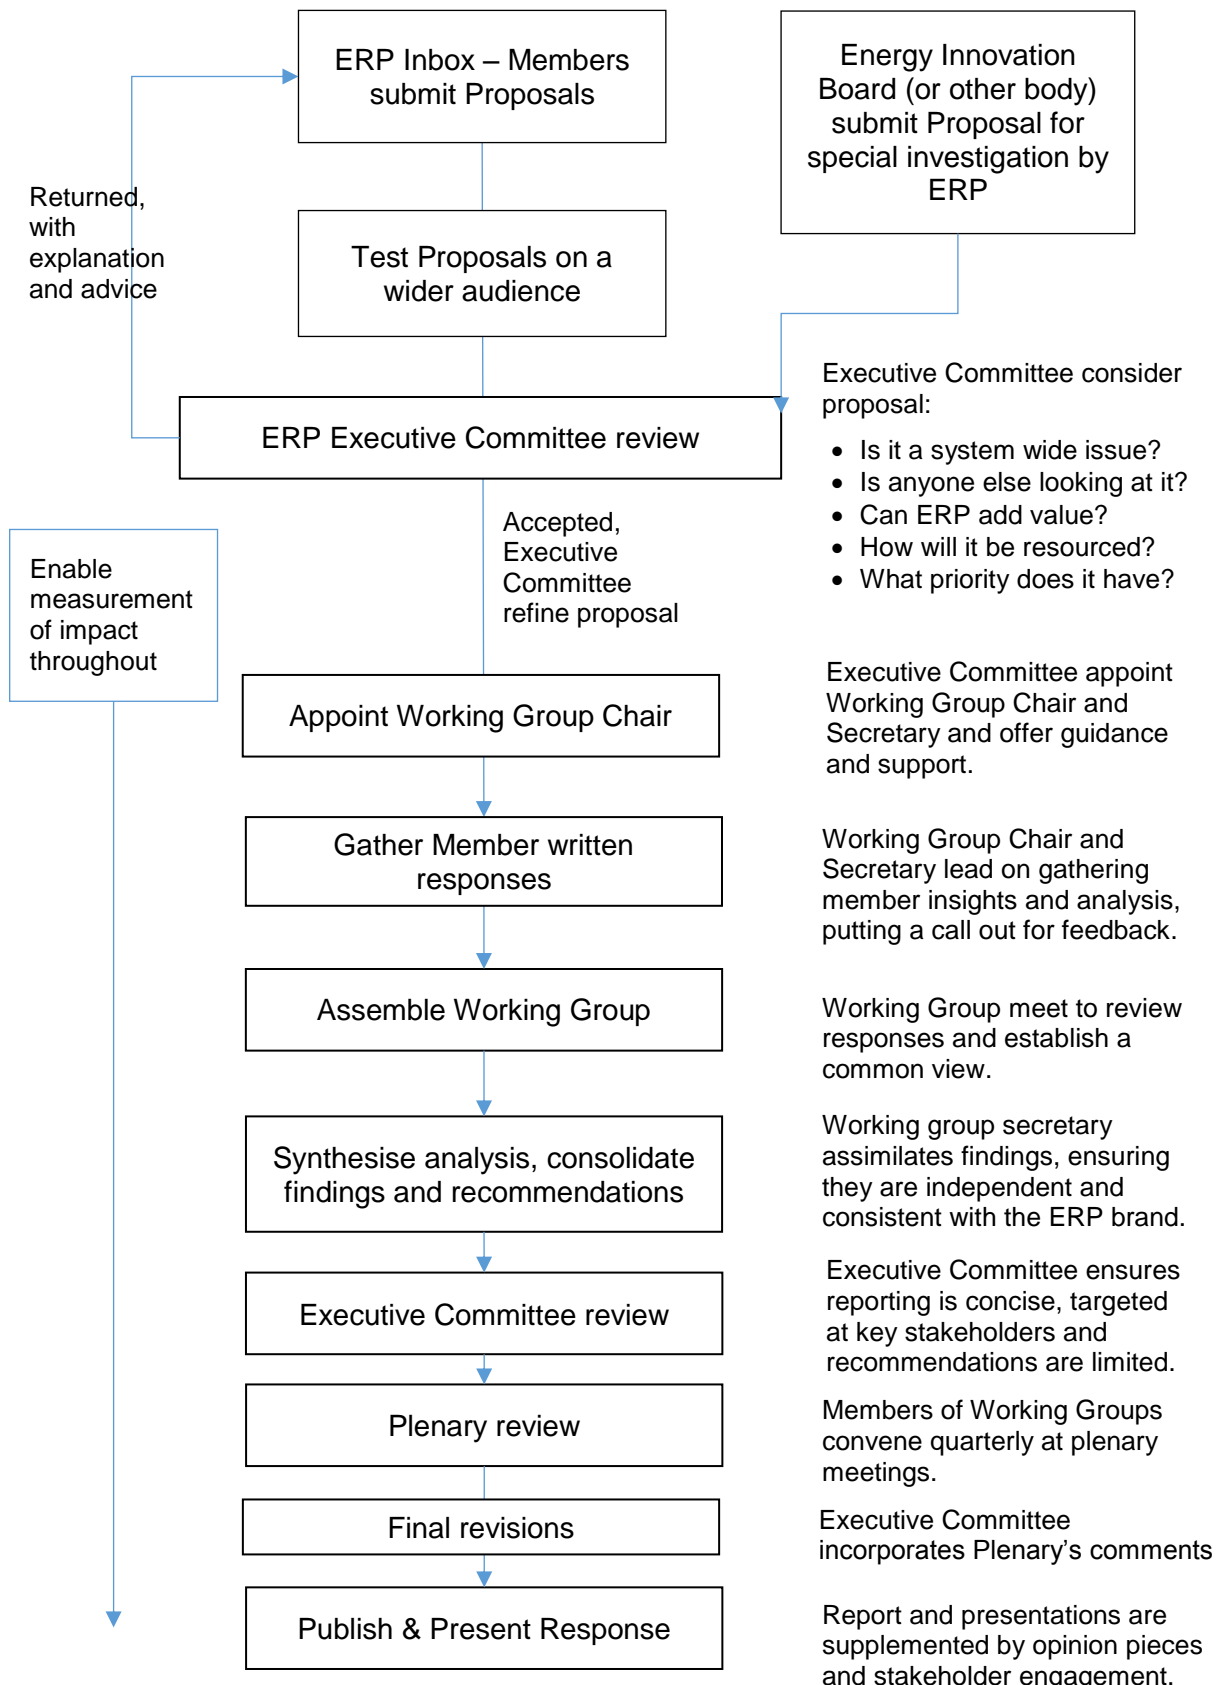 ERP Inbox – Members
submit Proposals
Energy Innovation
Board (or other body)
submit Proposal for
special investigation by
ERP
Returned,
with
explanation
and advice
Test Proposals on a
wider audience
ERP Executive Committee review
Executive Committee consider
proposal:
• Is it a system wide issue?
• Is anyone else looking at it?
• Can ERP add value?
• How will it be resourced?
• What priority does it have?
Accepted,
Executive
Committee
refine proposal
Enable
measurement
of impact
throughout
Appoint Working Group Chair
Executive Committee appoint
Working Group Chair and
Secretary and offer guidance
and support.
Gather Member written
responses
Working Group Chair and
Secretary lead on gathering
member insights and analysis,
putting a call out for feedback.
Assemble Working Group
Working Group meet to review
responses and establish a
common view.
Synthesise analysis, consolidate
findings and recommendations
Working group secretary
assimilates findings, ensuring
they are independent and
consistent with the ERP brand.
Executive Committee review
Executive Committee ensures
reporting is concise, targeted
at key stakeholders and
recommendations are limited.
Plenary review
Members of Working Groups
convene quarterly at plenary
meetings.
Final revisions
Executive Committee
incorporates Plenary’s comments
Publish & Present Response
Report and presentations are
supplemented by opinion pieces
and stakeholder engagement.